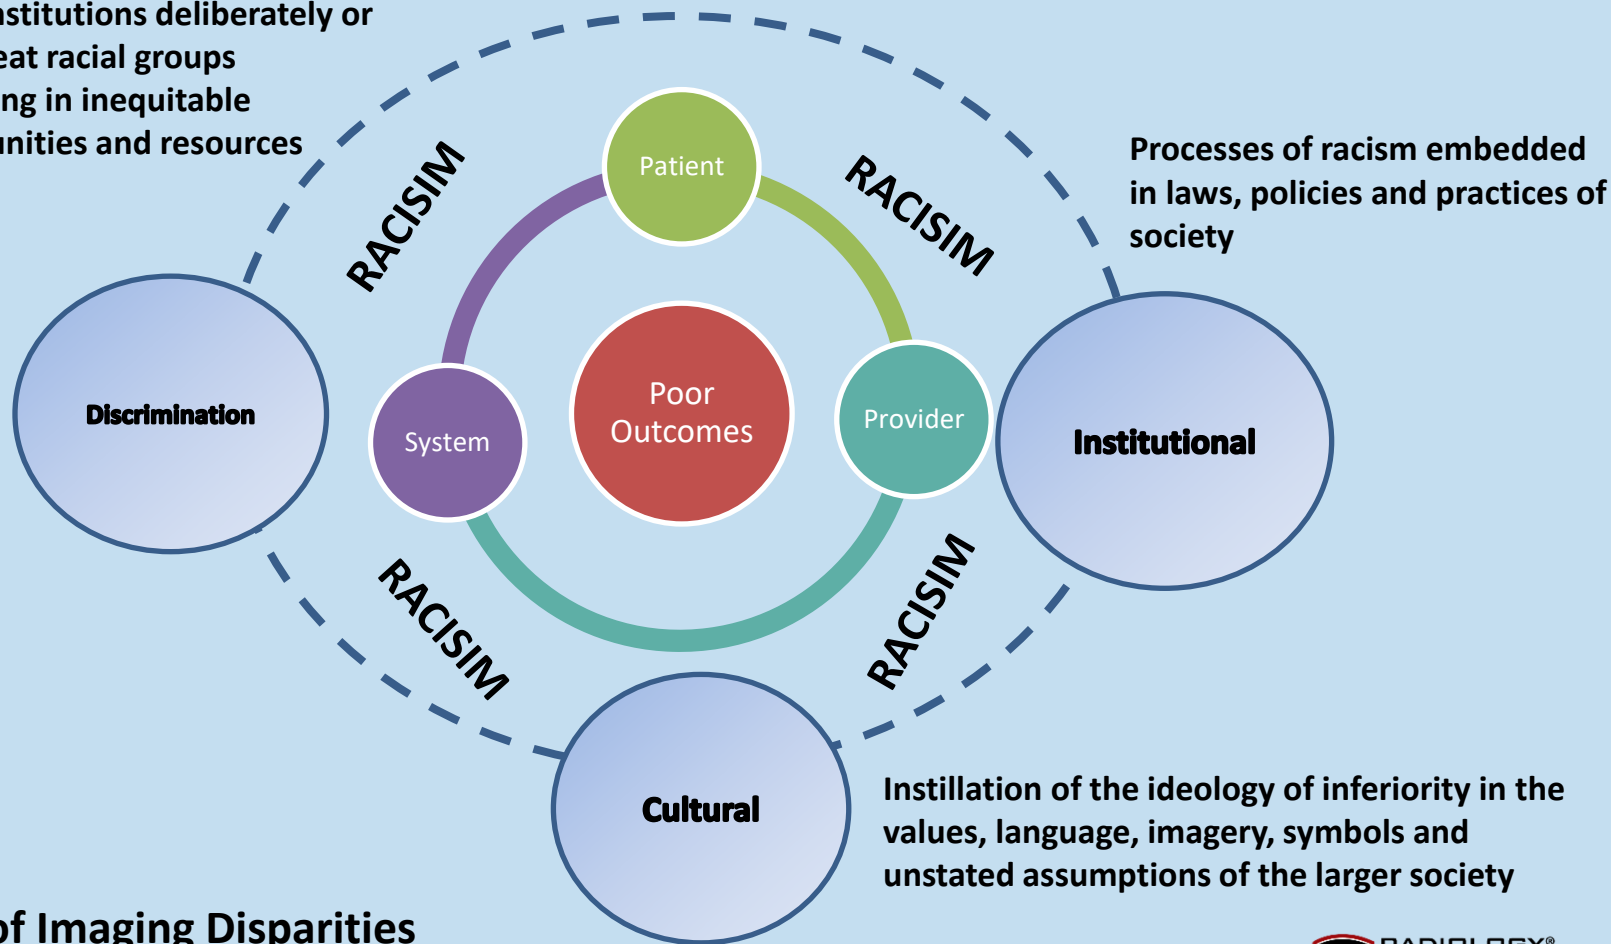 nstitutions deliberately or
eat racial groups
ng in inequitable
unities and resources
Processes of racism embedded
in laws, policies and practices of
society
RACISIM
RACISIM
Patient
Discrimination
System
Poor
Outcomes
Provider
Institutional
RACISIM
RACISIM
Cultural
Instillation of the ideology of inferiority in the
values, language, imagery, symbols and
unstated assumptions of the larger society
of Imaging Disparities
RADIOLOGY®